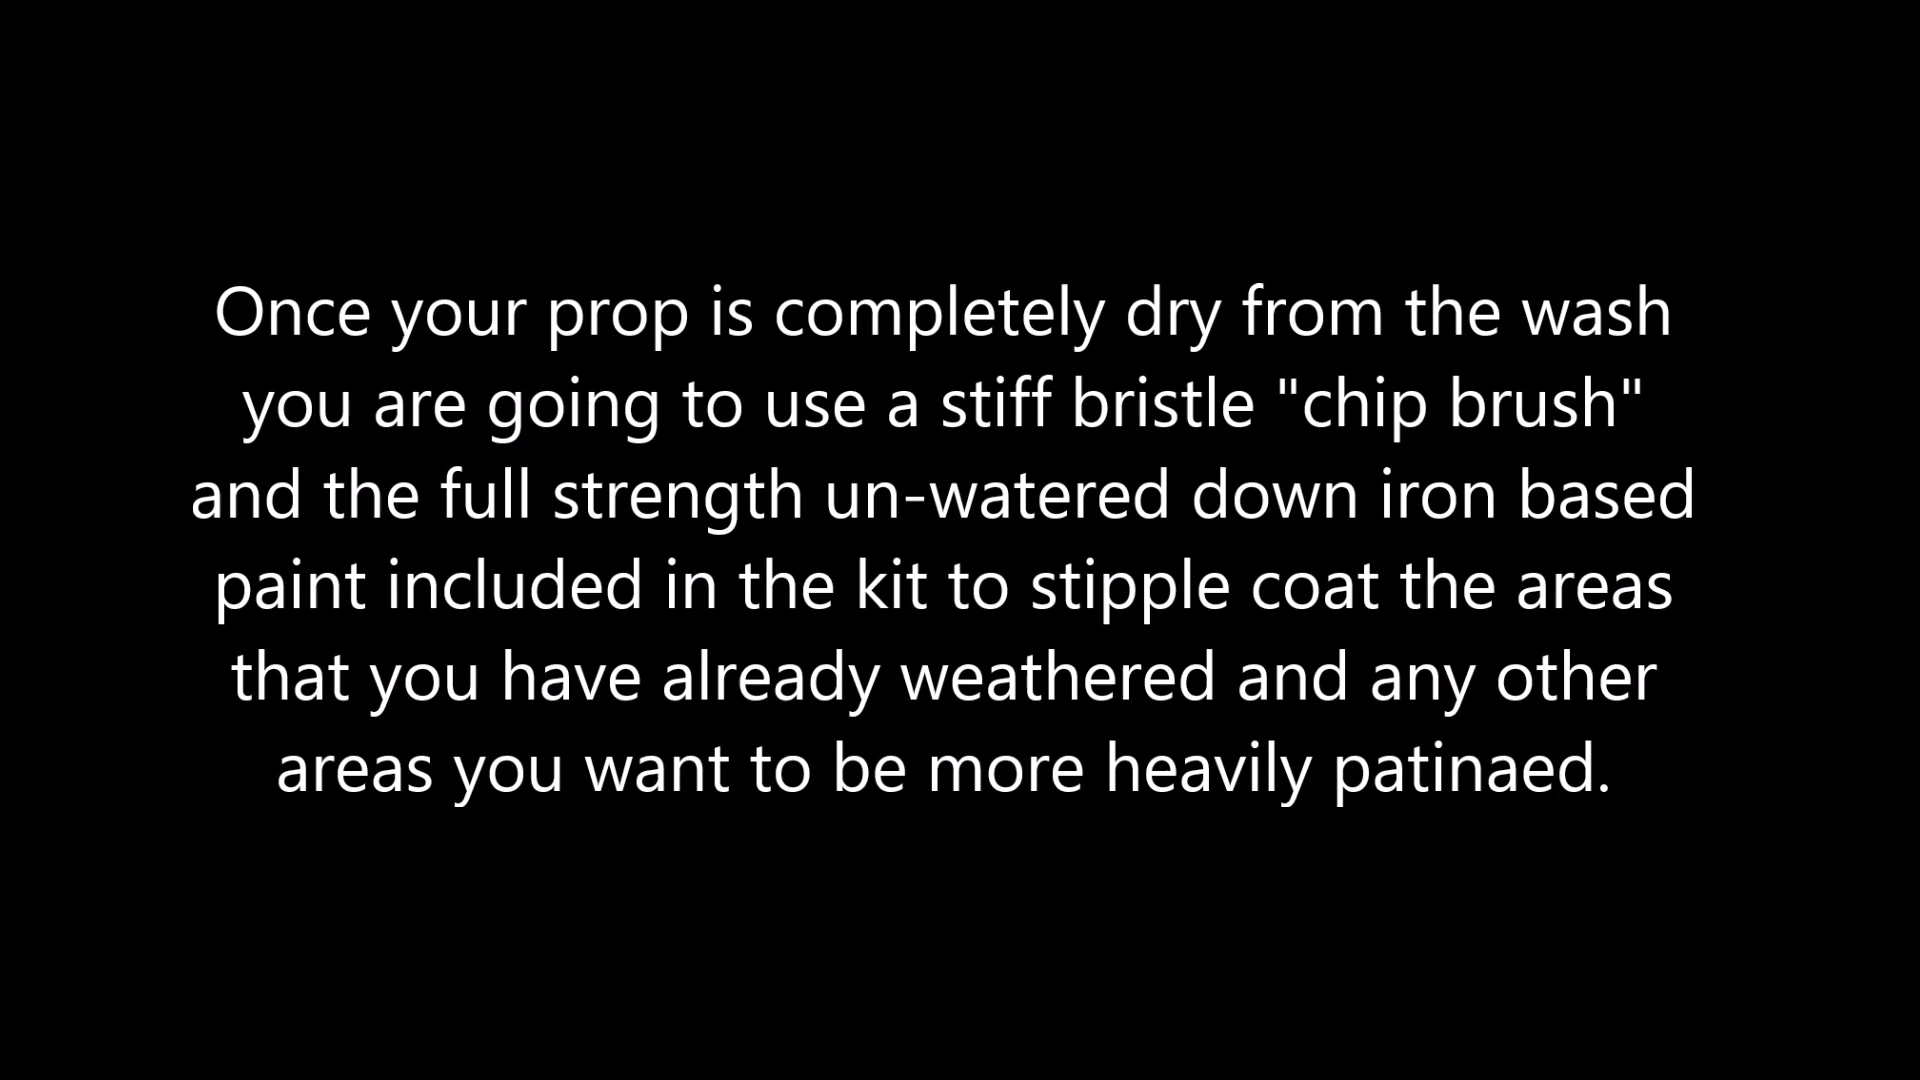 Once your prop is completely dry from the wash
you are going to use a stiff bristle "chip brush"
and the full strength un-watered down iron based
paint included in the kit to stipple coat the areas
that you have already weathered and any other
areas you want to be more heavily patinaed.